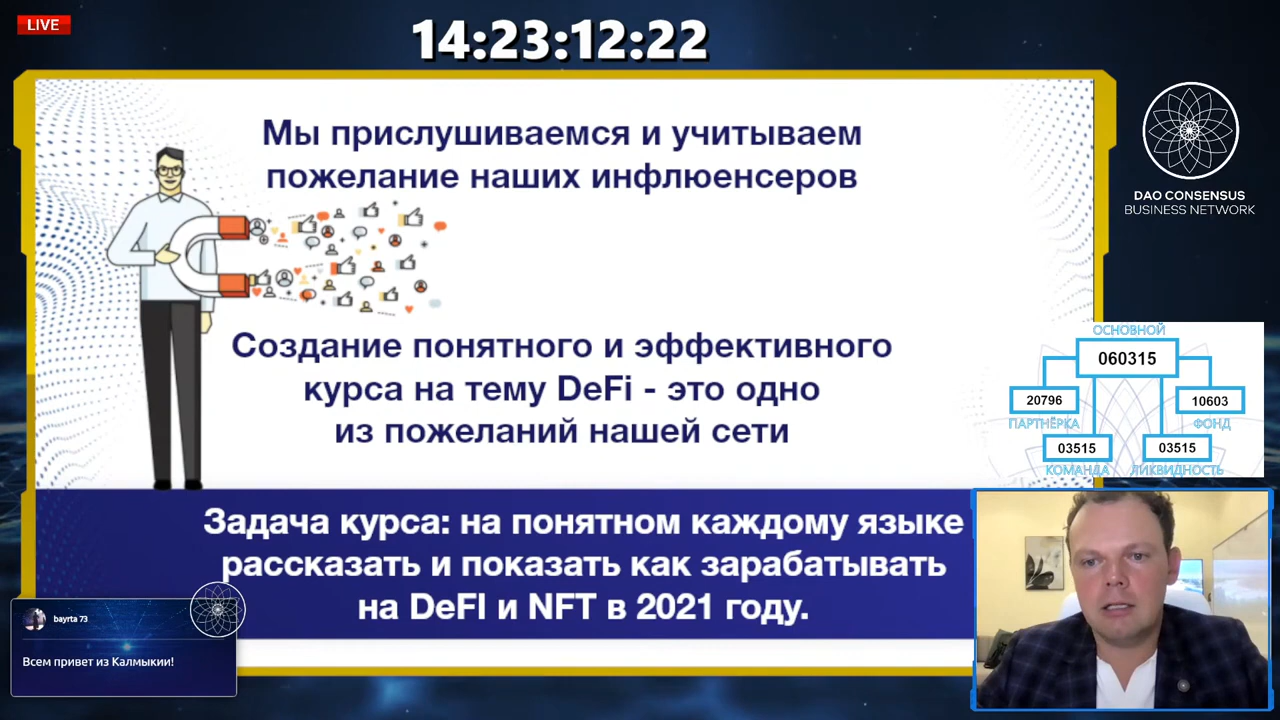 LIVE
14:23:12:22
Мы прислушиваемся и учитываем
пожелание наших инфлюенсеров
Создание понятного и эффективного
курса на тему DeFi - это одно
из пожеланий нашей сети
Задача курса: на понятном каждому языке
рассказать и показать как зарабатывать
на DeFI и NFT в 2021 году.
DAO CONSENSUS
BUSINESS NETWORK
ОСНОВНОЙ
060315
20796
10603
ПАРТНЁРКА
ФОНД
03515
03515
КОМАНДА
ЛИКВИДНОСТЬ
bayrta 73
Всем привет из Калмыкии!